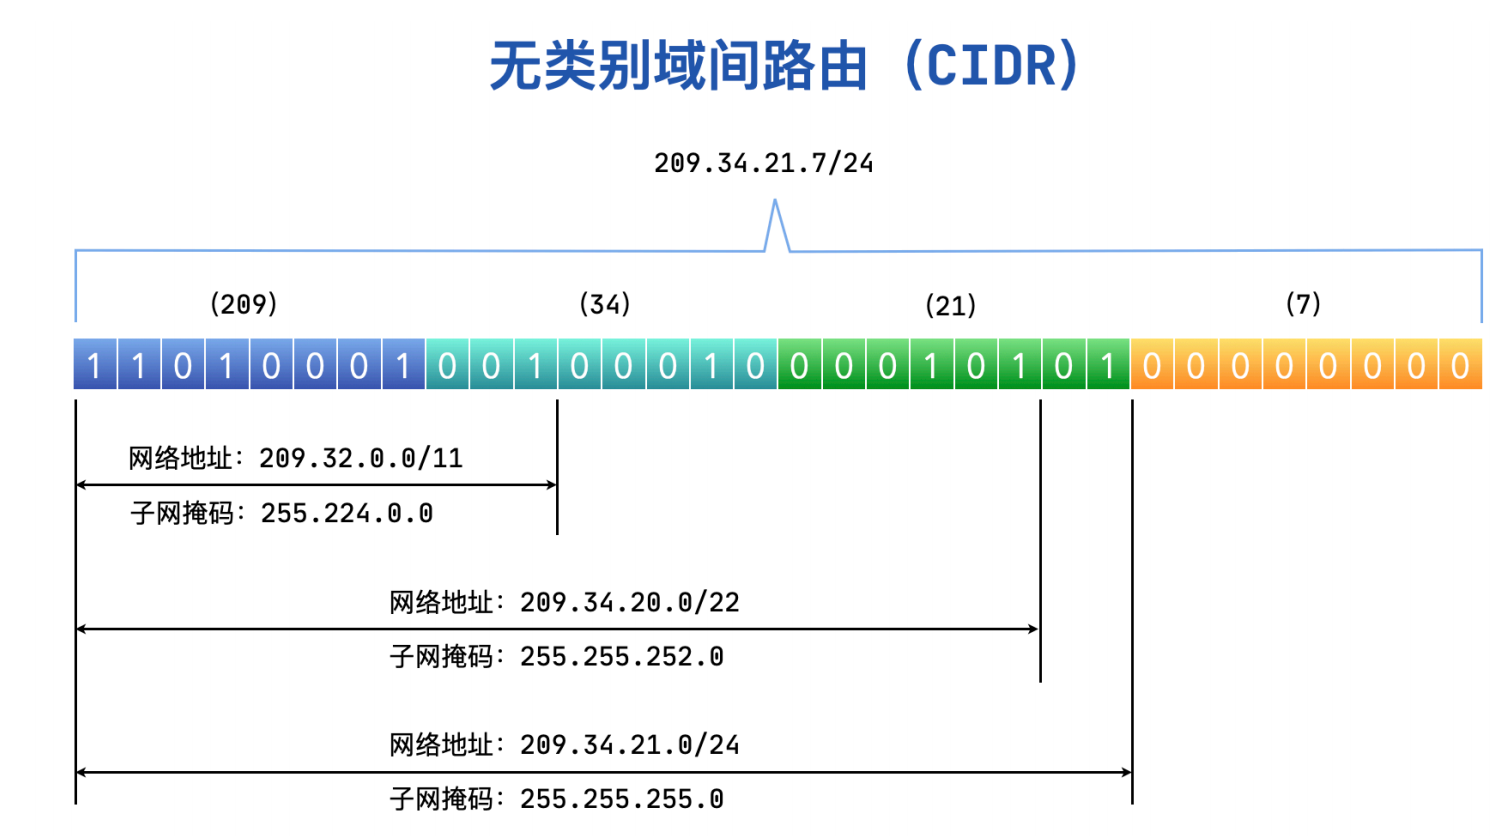 无类别域间路由（CIDR）
209.34.21.7/24
(209) (34) (21) (7)
1 1 0 1 0 0 0 1 0 0 1 0 0 0 1 0 0 0 0 1 0 1 0 1 0 0 0 0 0 0 0 0
网络地址：209.32.0.0/11
子网掩码：255.224.0.0
网络地址：209.34.20.0/22
子网掩码：255.255.252.0
网络地址：209.34.21.0/24
子网掩码：255.255.255.0